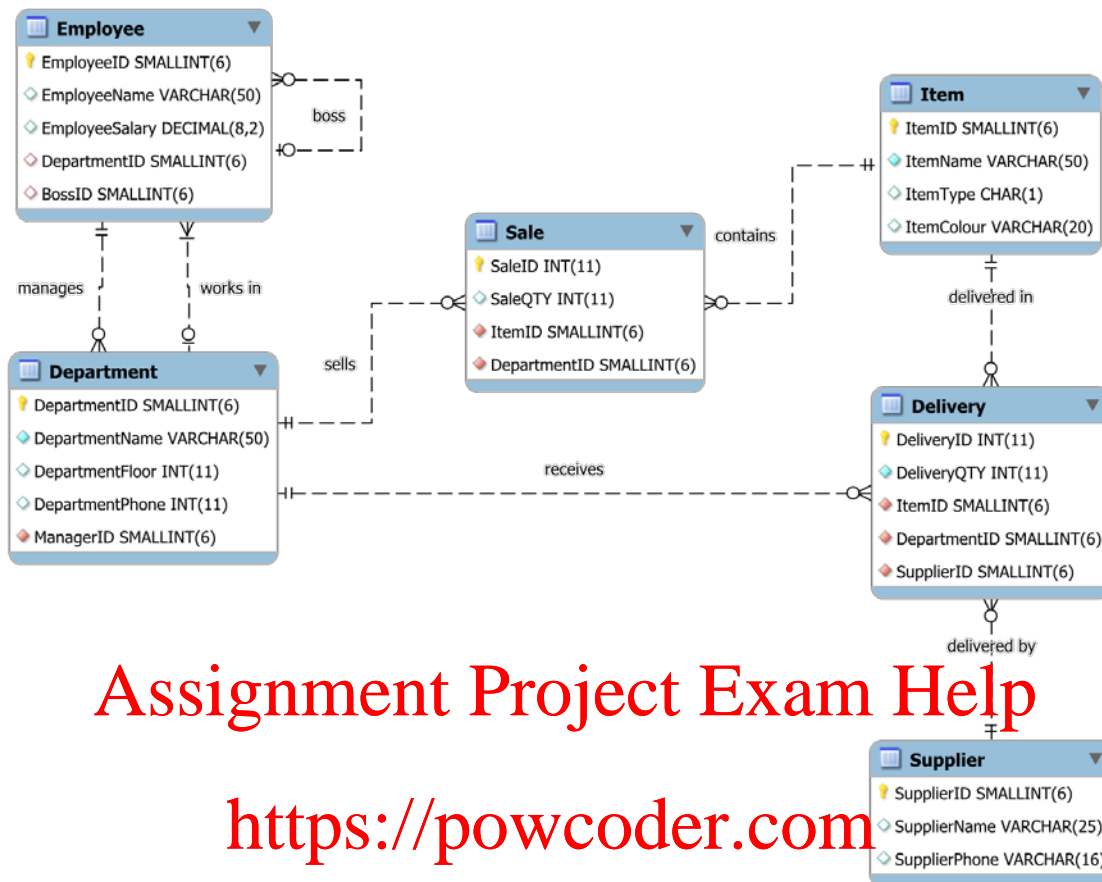 Employee
EmployeeID SMALLINT(6)
EmployeeName VARCHAR(50)
EmployeeSalary DECIMAL(8,2)
DepartmentID SMALLINT(6)
BossID SMALLINT(6)
boss
manages
works in
Department
DepartmentID SMALLINT(6)
DepartmentName VARCHAR(50)
DepartmentFloor INT(11)
DepartmentPhone INT(11)
ManagerID SMALLINT(6)
sells
receives
Sale
SaleID INT(11)
SaleQTY INT(11)
ItemID SMALLINT(6)
DepartmentID SMALLINT(6)
contains
Item
ItemID SMALLINT(6)
ItemName VARCHAR(50)
ItemType CHAR(1)
ItemColour VARCHAR(20)
delivered in
Delivery
DeliveryID INT(11)
DeliveryQTY INT(11)
ItemID SMALLINT(6)
DepartmentID SMALLINT(6)
SupplierID SMALLINT(6)
delivered by
Supplier
SupplierID SMALLINT(6)
SupplierName VARCHAR(25)
SupplierPhone VARCHAR(16)
Assignment Project Exam Help
https://powcoder.com